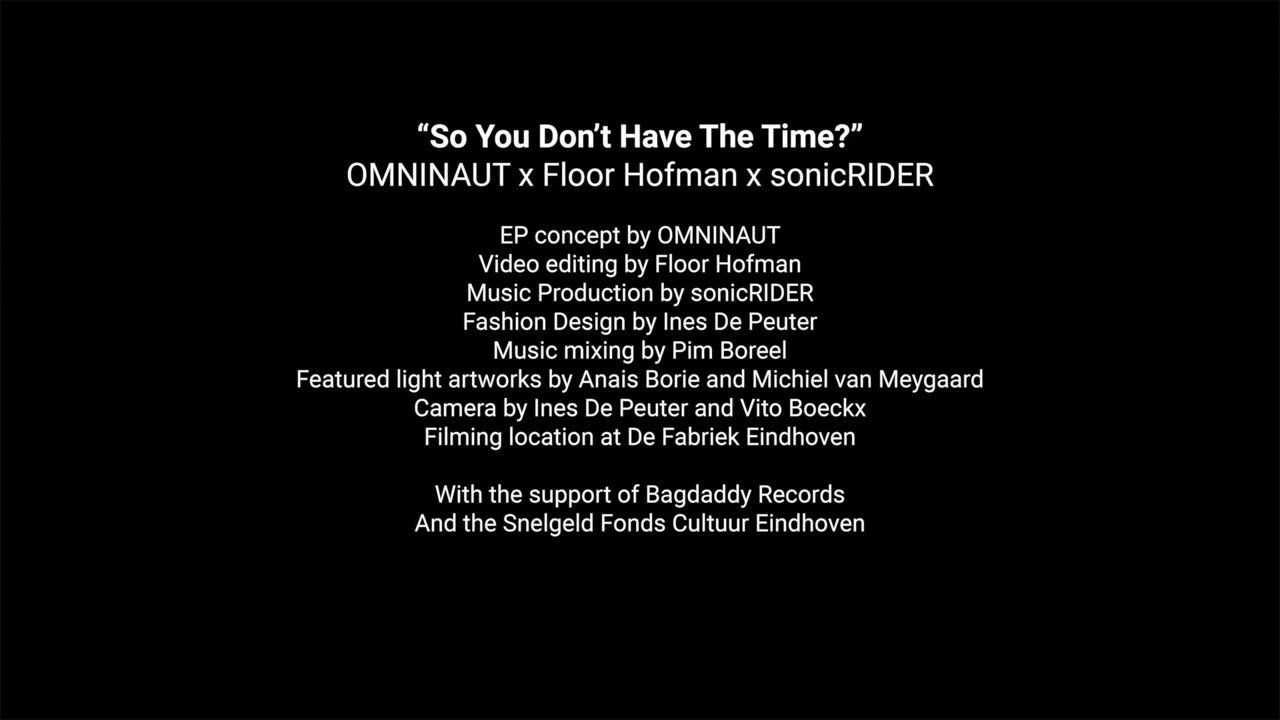 “So You Don’t Have The Time?”
OMNINAUT x Floor Hofman x sonicRIDER
EP concept by OMNINAUT
Video editing by Floor Hofman
Music Production by sonicRIDER
Fashion Design by Ines De Peuter
Music mixing by Pim Boreel
Featured light artworks by Anais Borie and Michiel van Meygaard
Camera by Ines De Peuter and Vito Boeckx
Filming location at De Fabriek Eindhoven
With the support of Bagdaddy Records
And the Snelgeld Fonds Cultuur Eindhoven